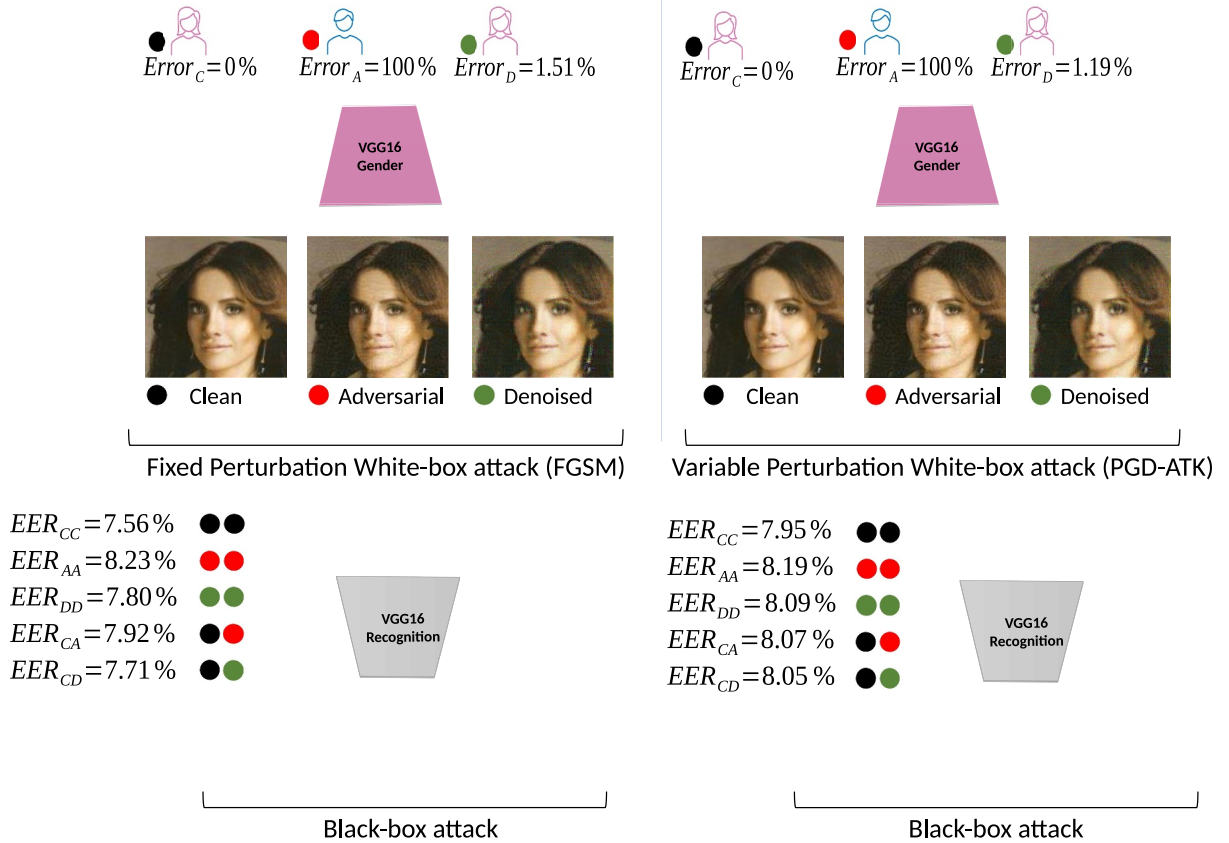 Error_C=0%
Error_A=100%
Error_D=1.51%
Error_C=0%
Error_A=100%
Error_D=1.19%
VGG16
Gender
VGG16
Gender
Clean
Adversarial
Denoised
Clean
Adversarial
Denoised
Fixed Perturbation White-box attack (FGSM)
Variable Perturbation White-box attack (PGD-ATK)
EER_CC=7.56%
EER_AA=8.23%
EER_DD=7.80%
EER_CA=7.92%
EER_CD=7.71%
VGG16
Recognition
EER_CC=7.95%
EER_AA=8.19%
EER_DD=8.09%
EER_CA=8.07%
EER_CD=8.05%
VGG16
Recognition
Black-box attack
Black-box attack